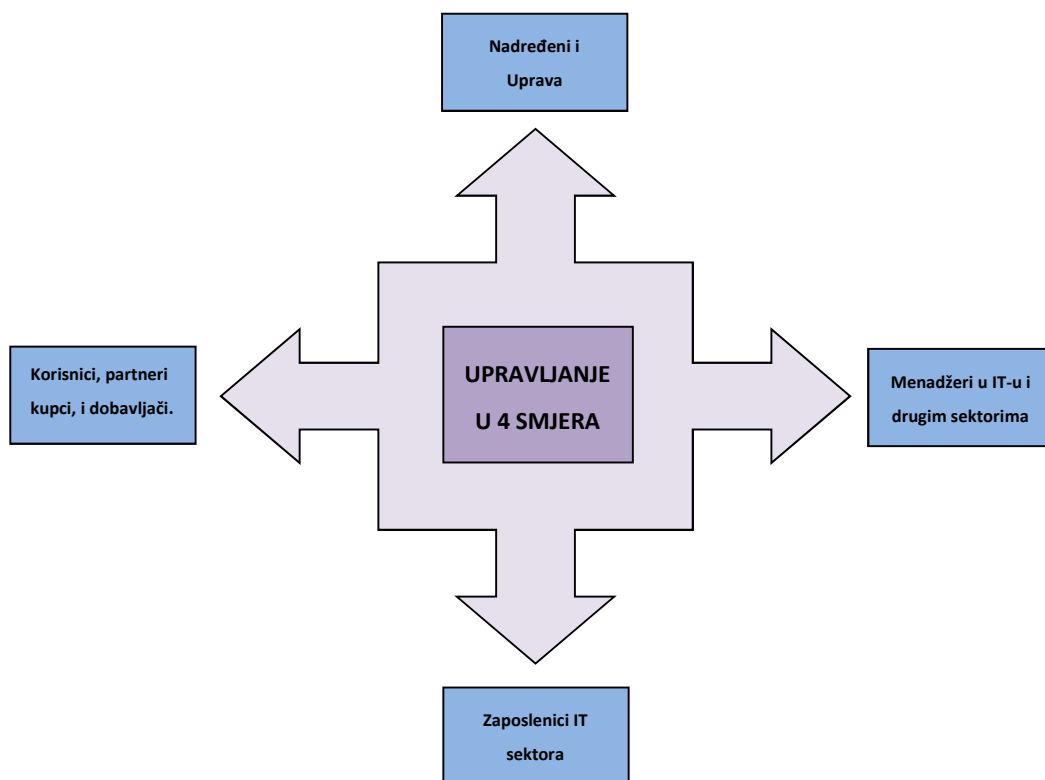 Nadređeni i
Uprava
Korisnici, partneri
kupci, i dobavljači.
UPRAVLJANJE
U 4 SMJERA
Menadžeri u IT-u i
drugim sektorima
Zaposlenici IT
sektora